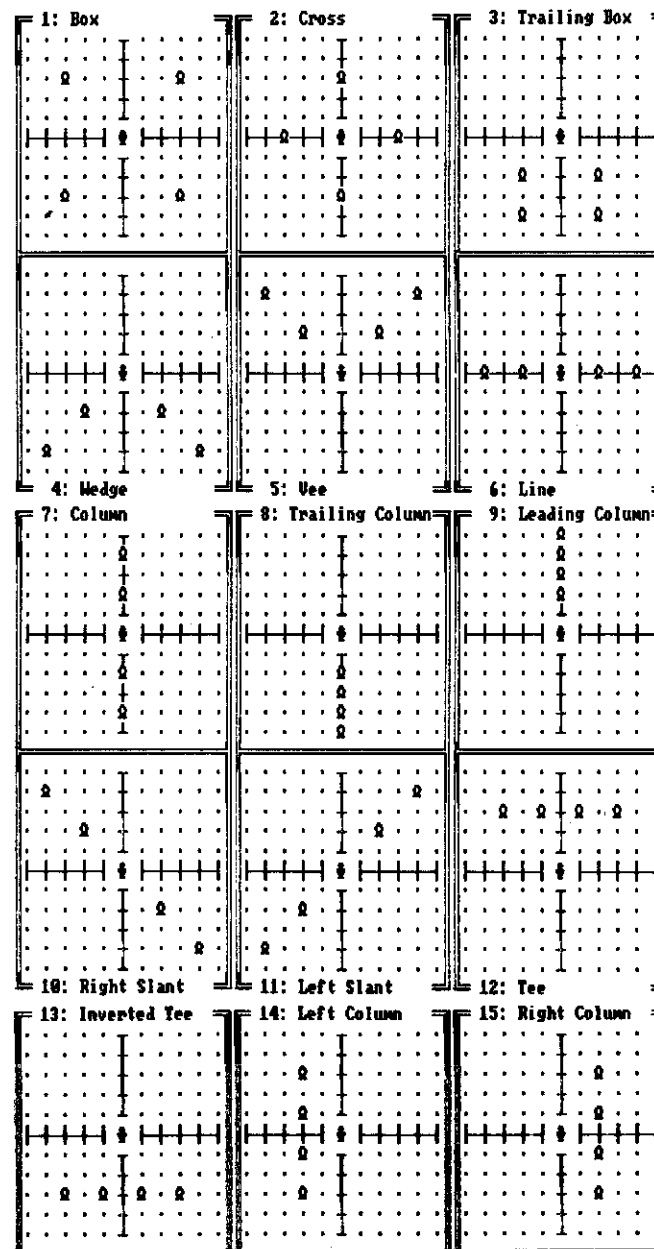 1: Box
2: Cross
3: Trailing Box
4: Wedge
5: Vee
6: Line
7: Column
8: Trailing Column
9: Leading Column
10: Right Slant
11: Left Slant
12: Tee
13: Inverted Tee
14: Left Column
15: Right Column